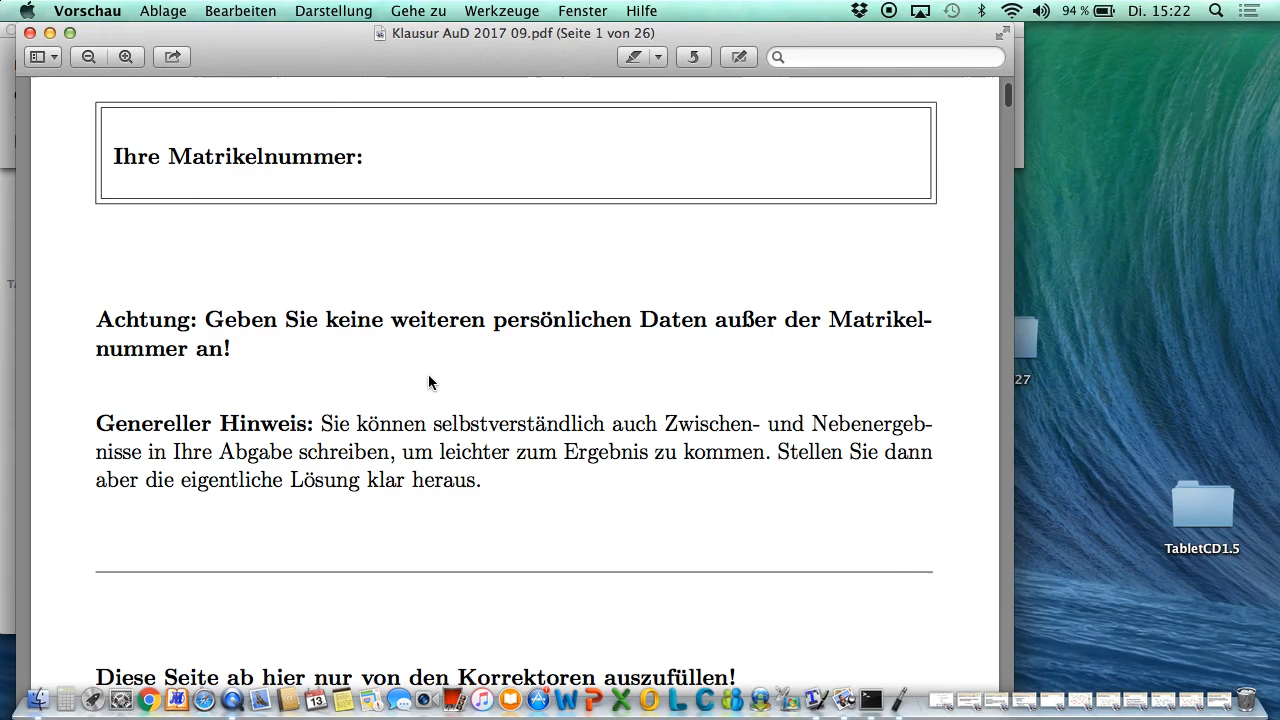 Vorschau Ablage Bearbeiten Darstellung Gehe zu Werkzeuge Fenster Hilfe 94 % Di. 15:22
Klausur AuD 2017 09.pdf (Seite 1 von 26)
Ihre Matrikelnummer:
Achtung: Geben Sie keine weiteren persönlichen Daten außer der Matrikel-
nummer an!
Genereller Hinweis: Sie können selbstverständlich auch Zwischen- und Nebenergeb-
nisse in Ihre Abgabe schreiben, um leichter zum Ergebnis zu kommen. Stellen Sie dann
aber die eigentliche Lösung klar heraus.
Diese Seite ab hier nur von den Korrektoren auszufüllen!
27
TabletCD1.5